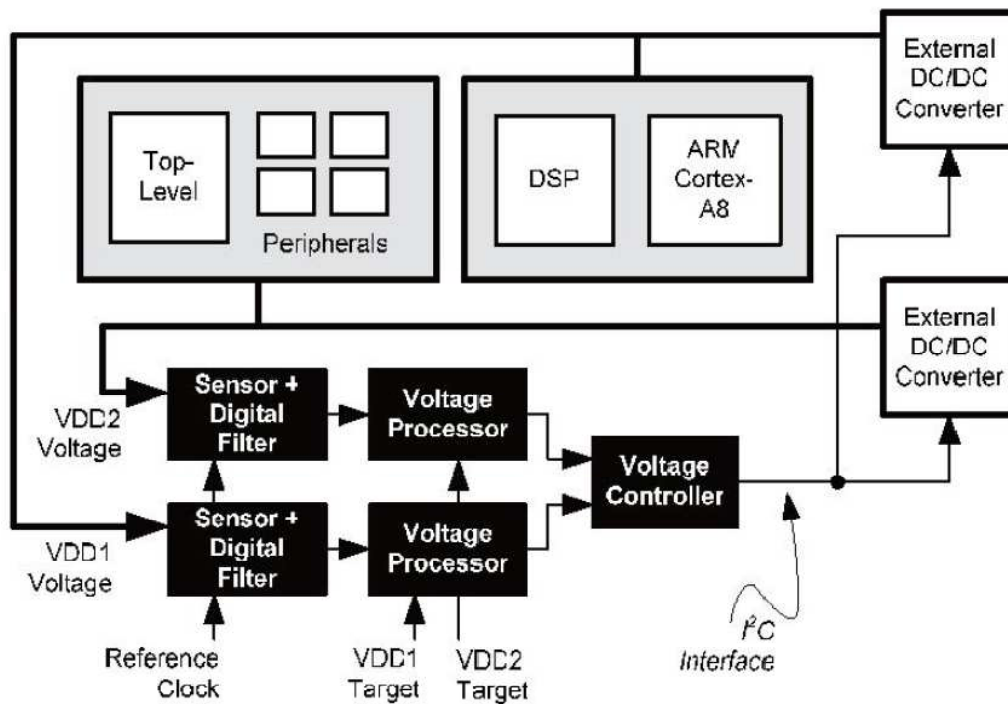 External
DC/DC
Converter
Top-
Level
Peripherals
DSP
ARM
Cortex-
A8
External
DC/DC
Converter
VDD2
Voltage
Sensor +
Digital
Filter
Voltage
Processor
Voltage
Controller
VDD1
Voltage
Sensor +
Digital
Filter
Voltage
Processor
Reference
Clock
VDD1
Target
VDD2
Target
I²C
Interface